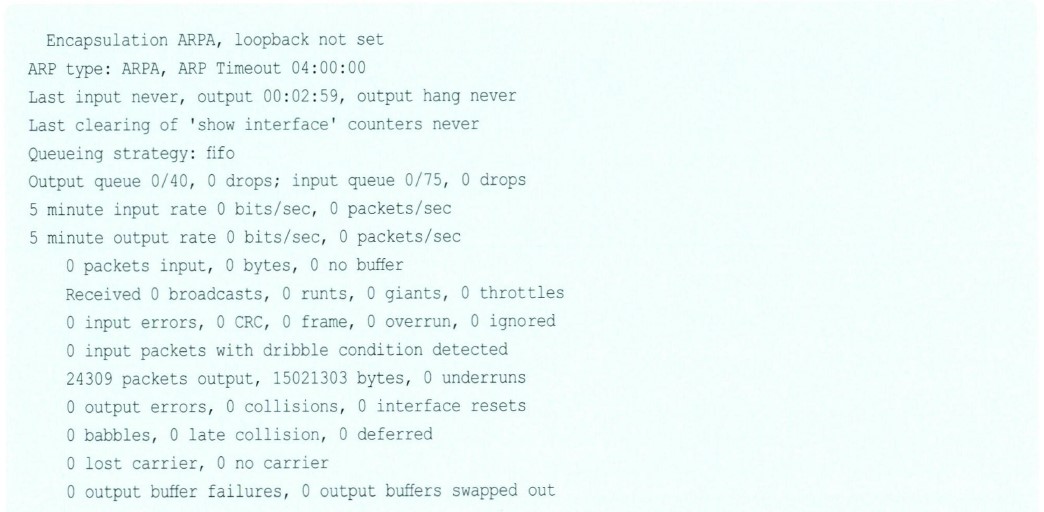 Encapsulation ARPA, loopback not set
ARP type: ARPA, ARP Timeout 04:00:00
Last input never, output 00:02:59, output hang never
Last clearing of 'show interface' counters never
Queueing strategy: fifo
Output queue 0/40, 0 drops; input queue 0/75, 0 drops
5 minute input rate 0 bits/sec, 0 packets/sec
5 minute output rate 0 bits/sec, 0 packets/sec
0 packets input, 0 bytes, 0 no buffer
Received 0 broadcasts, 0 runts, 0 giants, 0 throttles
0 input errors, 0 CRC, 0 frame, 0 overrun, 0 ignored
0 input packets with dribble condition detected
24309 packets output, 15021303 bytes, 0 underruns
0 output errors, 0 collisions, 0 interface resets
0 babbles, 0 late collision, 0 deferred
0 lost carrier, 0 no carrier
0 output buffer failures, 0 output buffers swapped out